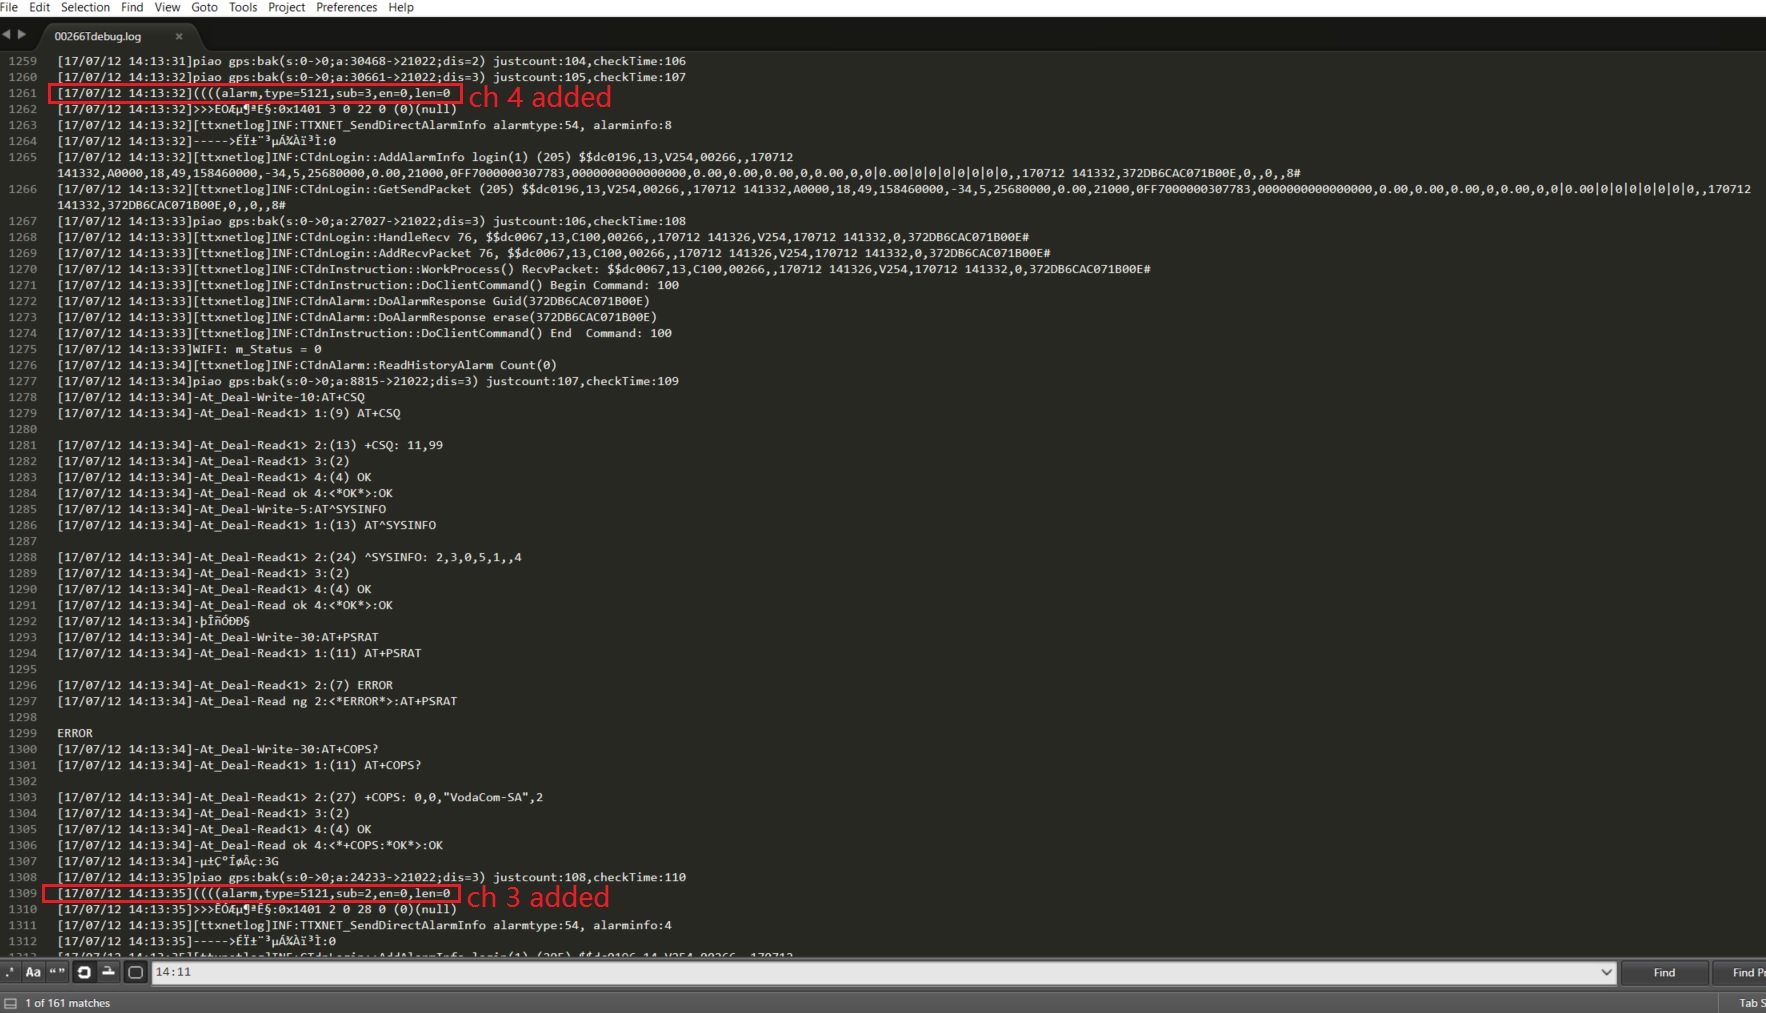 File Edit Selection Find View Goto Tools Project Preferences Help
00266Tdebug.log ×
1259 [17/07/12 14:13:31]piao gps:bak(s:0->0;a:30468->21022;dis=2) justcount:104,checkTime:106
1260 [17/07/12 14:13:32]piao gps:bak(s:0->0;a:30661->21022;dis=3) justcount:105,checkTime:107
1261 [17/07/12 14:13:32]((((alarm,type=5121,sub=3,en=0,len=0 ch 4 added
1262 [17/07/12 14:13:32]>>>ÊÓÆµ¶ªÊ§:0x1401 3 0 22 0 (0)(null)
1263 [17/07/12 14:13:32][ttxnetlog]INF:TTXNET_SendDirectAlarmInfo alarmtype:54, alarminfo:8
1264 [17/07/12 14:13:32]----->ÉÏ±¨³µÁ¾Àï³Ì:0
1265 [17/07/12 14:13:32][ttxnetlog]INF:CTdnLogin::AddAlarmInfo login(1) (205) $$dc0196,13,V254,00266,,170712
141332,A0000,18,49,158460000,-34,5,25680000,0.00,21000,0FF7000000307783,0000000000000000,0.00,0.00,0.00,0,0.00,0,0|0.00|0|0|0|0|0|0|0,,170712 141332,372DB6CAC071B00E,0,,0,,8#
1266 [17/07/12 14:13:32][ttxnetlog]INF:CTdnLogin::GetSendPacket (205) $$dc0196,13,V254,00266,,170712 141332,A0000,18,49,158460000,-34,5,25680000,0.00,21000,0FF7000000307783,0000000000000000,0.00,0.00,0.00,0,0.00,0,0|0.00|0|0|0|0|0|0|0,,170712
141332,372DB6CAC071B00E,0,,0,,8#
1267 [17/07/12 14:13:33]piao gps:bak(s:0->0;a:27027->21022;dis=3) justcount:106,checkTime:108
1268 [17/07/12 14:13:33][ttxnetlog]INF:CTdnLogin::HandleRecv 76, $$dc0067,13,C100,00266,,170712 141326,V254,170712 141332,0,372DB6CAC071B00E#
1269 [17/07/12 14:13:33][ttxnetlog]INF:CTdnLogin::AddRecvPacket 76, $$dc0067,13,C100,00266,,170712 141326,V254,170712 141332,0,372DB6CAC071B00E#
1270 [17/07/12 14:13:33][ttxnetlog]INF:CTdnInstruction::WorkProcess() RecvPacket: $$dc0067,13,C100,00266,,170712 141326,V254,170712 141332,0,372DB6CAC071B00E#
1271 [17/07/12 14:13:33][ttxnetlog]INF:CTdnInstruction::DoClientCommand() Begin Command: 100
1272 [17/07/12 14:13:33][ttxnetlog]INF:CTdnAlarm::DoAlarmResponse Guid(372DB6CAC071B00E)
1273 [17/07/12 14:13:33][ttxnetlog]INF:CTdnAlarm::DoAlarmResponse erase(372DB6CAC071B00E)
1274 [17/07/12 14:13:33][ttxnetlog]INF:CTdnInstruction::DoClientCommand() End  Command: 100
1275 [17/07/12 14:13:33]WIFI: m_Status = 0
1276 [17/07/12 14:13:34][ttxnetlog]INF:CTdnAlarm::ReadHistoryAlarm Count(0)
1277 [17/07/12 14:13:34]piao gps:bak(s:0->0;a:8815->21022;dis=3) justcount:107,checkTime:109
1278 [17/07/12 14:13:34]-At_Deal-Write-10:AT+CSQ
1279 [17/07/12 14:13:34]-At_Deal-Read<1> 1:(9) AT+CSQ
1280
1281 [17/07/12 14:13:34]-At_Deal-Read<1> 2:(13) +CSQ: 11,99
1282 [17/07/12 14:13:34]-At_Deal-Read<1> 3:(2)
1283 [17/07/12 14:13:34]-At_Deal-Read<1> 4:(4) OK
1284 [17/07/12 14:13:34]-At_Deal-Read ok 4:<*OK*>:OK
1285 [17/07/12 14:13:34]-At_Deal-Write-5:AT^SYSINFO
1286 [17/07/12 14:13:34]-At_Deal-Read<1> 1:(13) AT^SYSINFO
1287
1288 [17/07/12 14:13:34]-At_Deal-Read<1> 2:(24) ^SYSINFO: 2,3,0,5,1,,4
1289 [17/07/12 14:13:34]-At_Deal-Read<1> 3:(2)
1290 [17/07/12 14:13:34]-At_Deal-Read<1> 4:(4) OK
1291 [17/07/12 14:13:34]-At_Deal-Read ok 4:<*OK*>:OK
1292 [17/07/12 14:13:34]·þÎñÓÐÐ§
1293 [17/07/12 14:13:34]-At_Deal-Write-30:AT+PSRAT
1294 [17/07/12 14:13:34]-At_Deal-Read<1> 1:(11) AT+PSRAT
1295
1296 [17/07/12 14:13:34]-At_Deal-Read<1> 2:(7) ERROR
1297 [17/07/12 14:13:34]-At_Deal-Read ng 2:<*ERROR*>:AT+PSRAT
1298
1299 ERROR
1300 [17/07/12 14:13:34]-At_Deal-Write-30:AT+COPS?
1301 [17/07/12 14:13:34]-At_Deal-Read<1> 1:(11) AT+COPS?
1302
1303 [17/07/12 14:13:34]-At_Deal-Read<1> 2:(27) +COPS: 0,0,"VodaCom-SA",2
1304 [17/07/12 14:13:34]-At_Deal-Read<1> 3:(2)
1305 [17/07/12 14:13:34]-At_Deal-Read<1> 4:(4) OK
1306 [17/07/12 14:13:34]-At_Deal-Read ok 4:<*+COPS:*OK*>:OK
1307 [17/07/12 14:13:34]-µ±Ç°ÍøÂç:3G
1308 [17/07/12 14:13:35]piao gps:bak(s:0->0;a:24233->21022;dis=3) justcount:108,checkTime:110
1309 [17/07/12 14:13:35]((((alarm,type=5121,sub=2,en=0,len=0 ch 3 added
1310 [17/07/12 14:13:35]>>>ÊÓÆµ¶ªÊ§:0x1401 2 0 28 0 (0)(null)
1311 [17/07/12 14:13:35][ttxnetlog]INF:TTXNET_SendDirectAlarmInfo alarmtype:54, alarminfo:4
1312 [17/07/12 14:13:35]----->ÉÏ±¨³µÁ¾Àï³Ì:0
1313 [17/07/12 14:13:35][ttxnetlog]INF:CTdnLogin::AddAlarmInfo login(1) (205) $$dc0196,14,V254,00266,,170712
.* Aa “” 14:11 Find Find
1 of 161 matches Tab